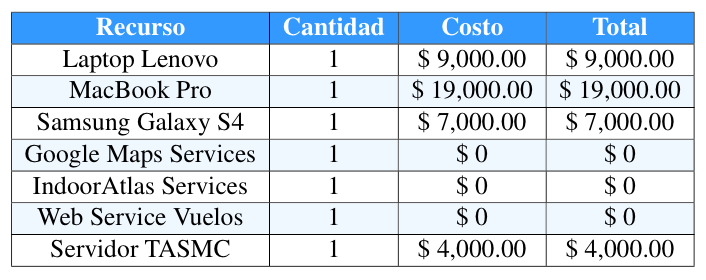 Recurso Cantidad Costo Total
Laptop Lenovo 1 $ 9,000.00 $ 9,000.00
MacBook Pro 1 $ 19,000.00 $ 19,000.00
Samsung Galaxy S4 1 $ 7,000.00 $ 7,000.00
Google Maps Services 1 $ 0 $ 0
IndoorAtlas Services 1 $ 0 $ 0
Web Service Vuelos 1 $ 0 $ 0
Servidor TASMC 1 $ 4,000.00 $ 4,000.00